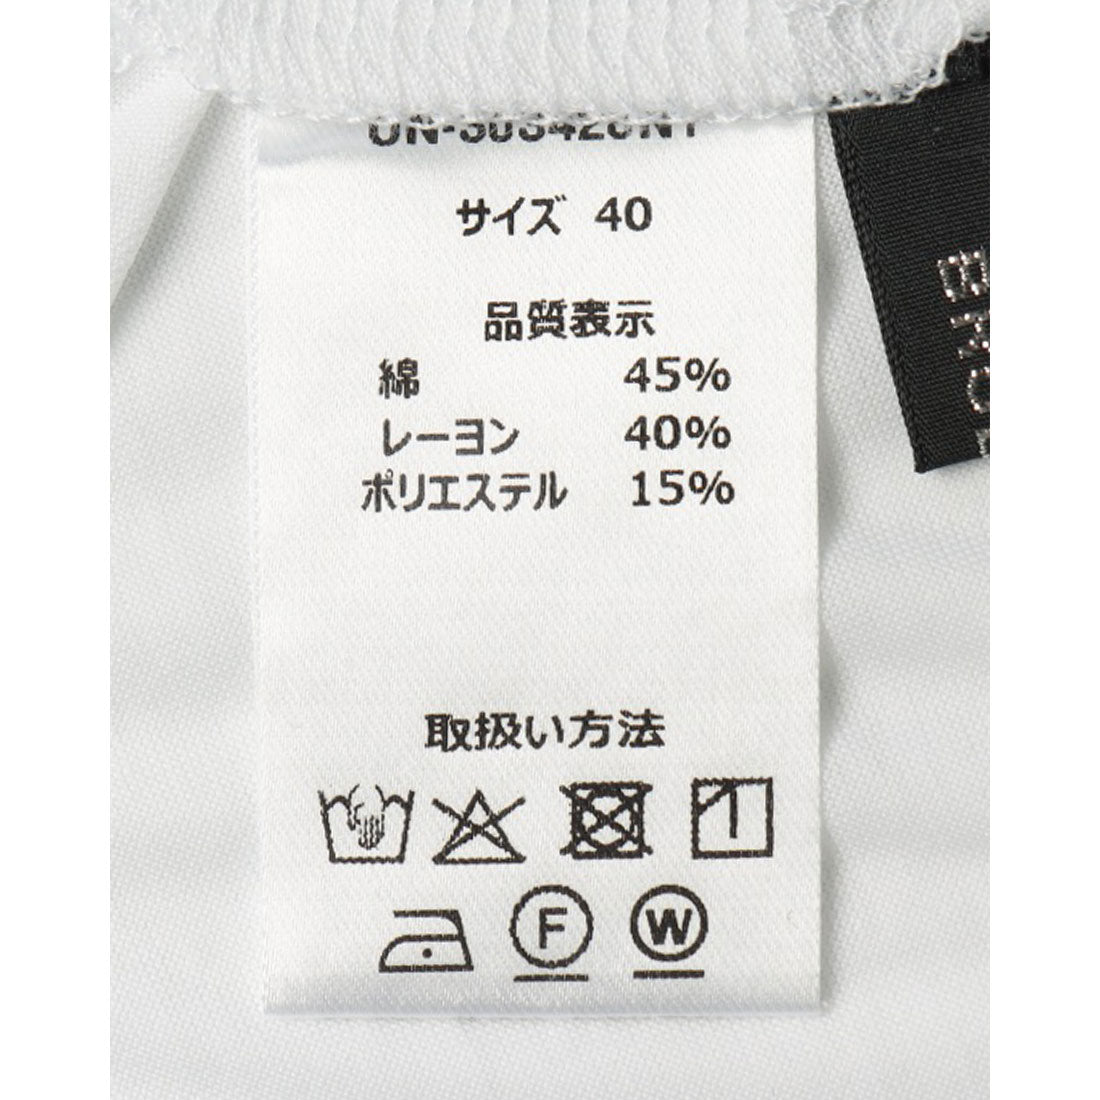 サイズ 40
品質表示
綿 45%
レーヨン 40%
ポリエステル 15%
取扱い方法
F W